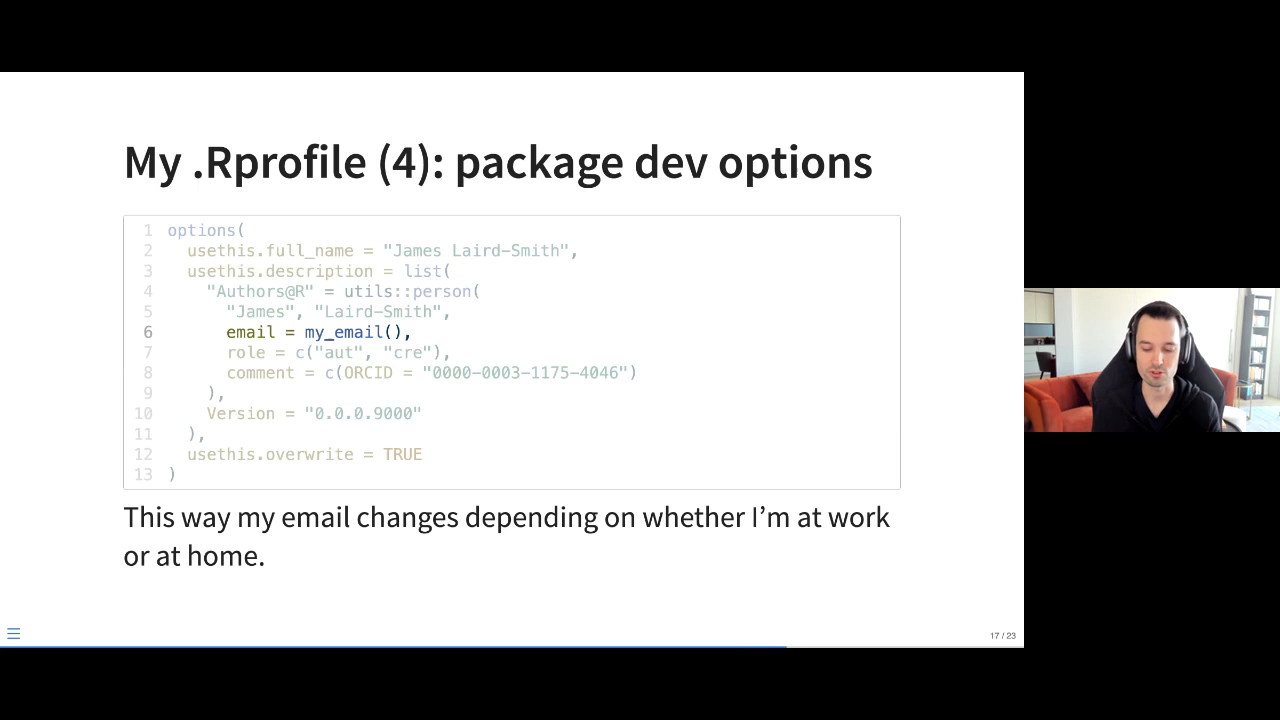 My .Rprofile (4): package dev options
1 options(
2   usethis.full_name = "James Laird-Smith",
3   usethis.description = list(
4     "Authors@R" = utils::person(
5       "James", "Laird-Smith",
6       email = my_email(),
7       role = c("aut", "cre"),
8       comment = c(ORCID = "0000-0003-1175-4046")
9     ),
10     Version = "0.0.0.9000"
11   ),
12   usethis.overwrite = TRUE
13 )
This way my email changes depending on whether I’m at work
or at home.
17 / 23